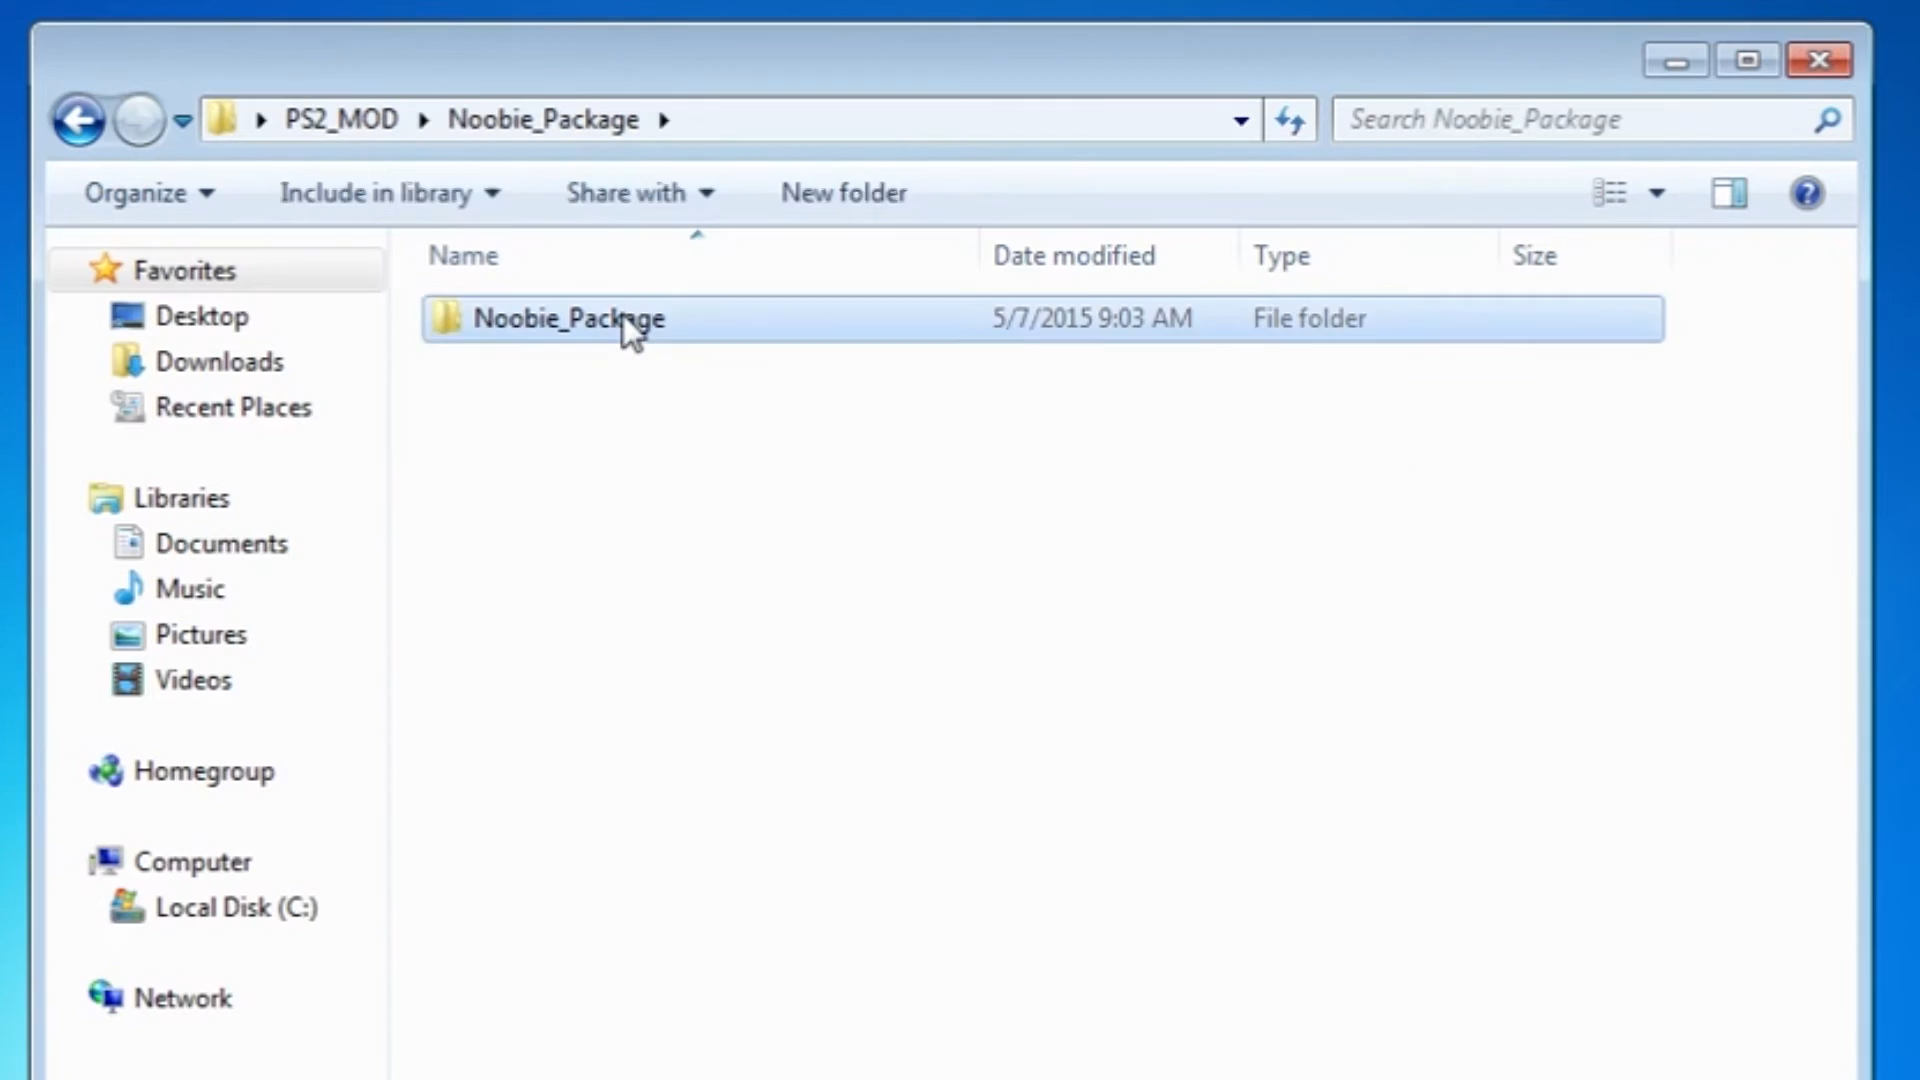 PS2_MOD Noobie_Package
Search Noobie_Package
Organize Include in library Share with New folder
Name Date modified Type Size
Noobie_Package 5/7/2015 9:03 AM File folder
Favorites
Desktop
Downloads
Recent Places
Libraries
Documents
Music
Pictures
Videos
Homegroup
Computer
Local Disk (C:)
Network